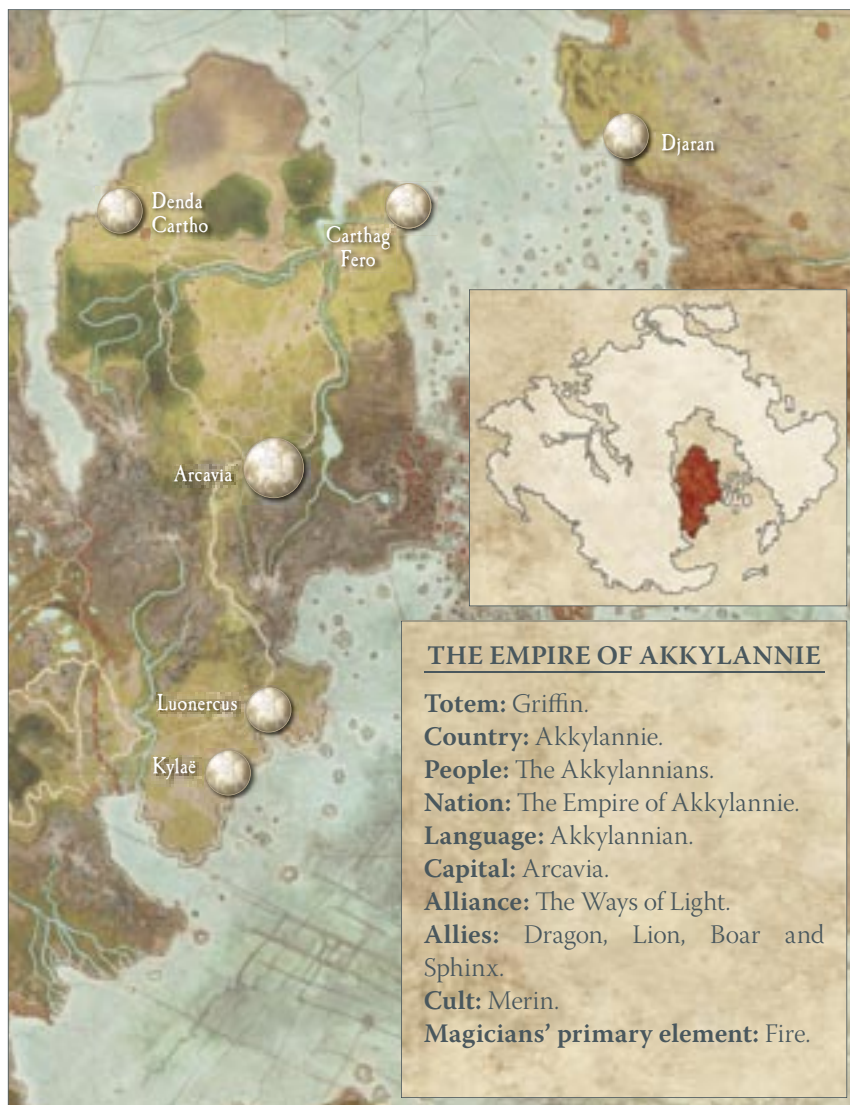 Djaran
Denda
Cartho
Carthag
Fero
Arcavia
Luonercus
Kylaë
THE EMPIRE OF AKKYLANNIE
Totem: Griffin.
Country: Akkylannie.
People: The Akkylannians.
Nation: The Empire of Akkylannie.
Language: Akkylannian.
Capital: Arcavia.
Alliance: The Ways of Light.
Allies: Dragon, Lion, Boar and
Sphinx.
Cult: Merin.
Magicians’ primary element: Fire.